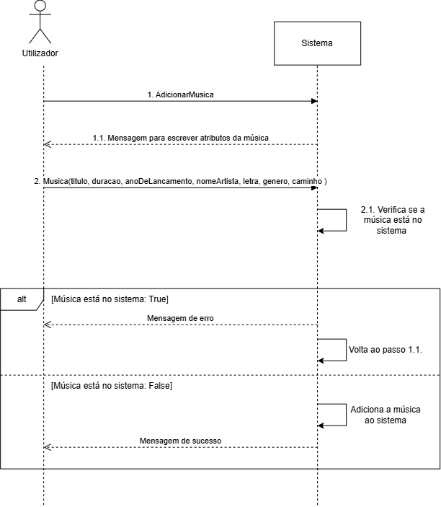 Utilizador
Sistema
1. AdicionarMusica
1.1. Mensagem para escrever atributos da música
2. Musica(titulo, duracao, anoDeLancamento, nomeArtista, letra, genero, caminho )
2.1. Verifica se a
música está no
sistema
alt
[Música está no sistema: True]
Mensagem de erro
Volta ao passo 1.1.
[Música está no sistema: False]
Adiciona a música
ao sistema
Mensagem de sucesso